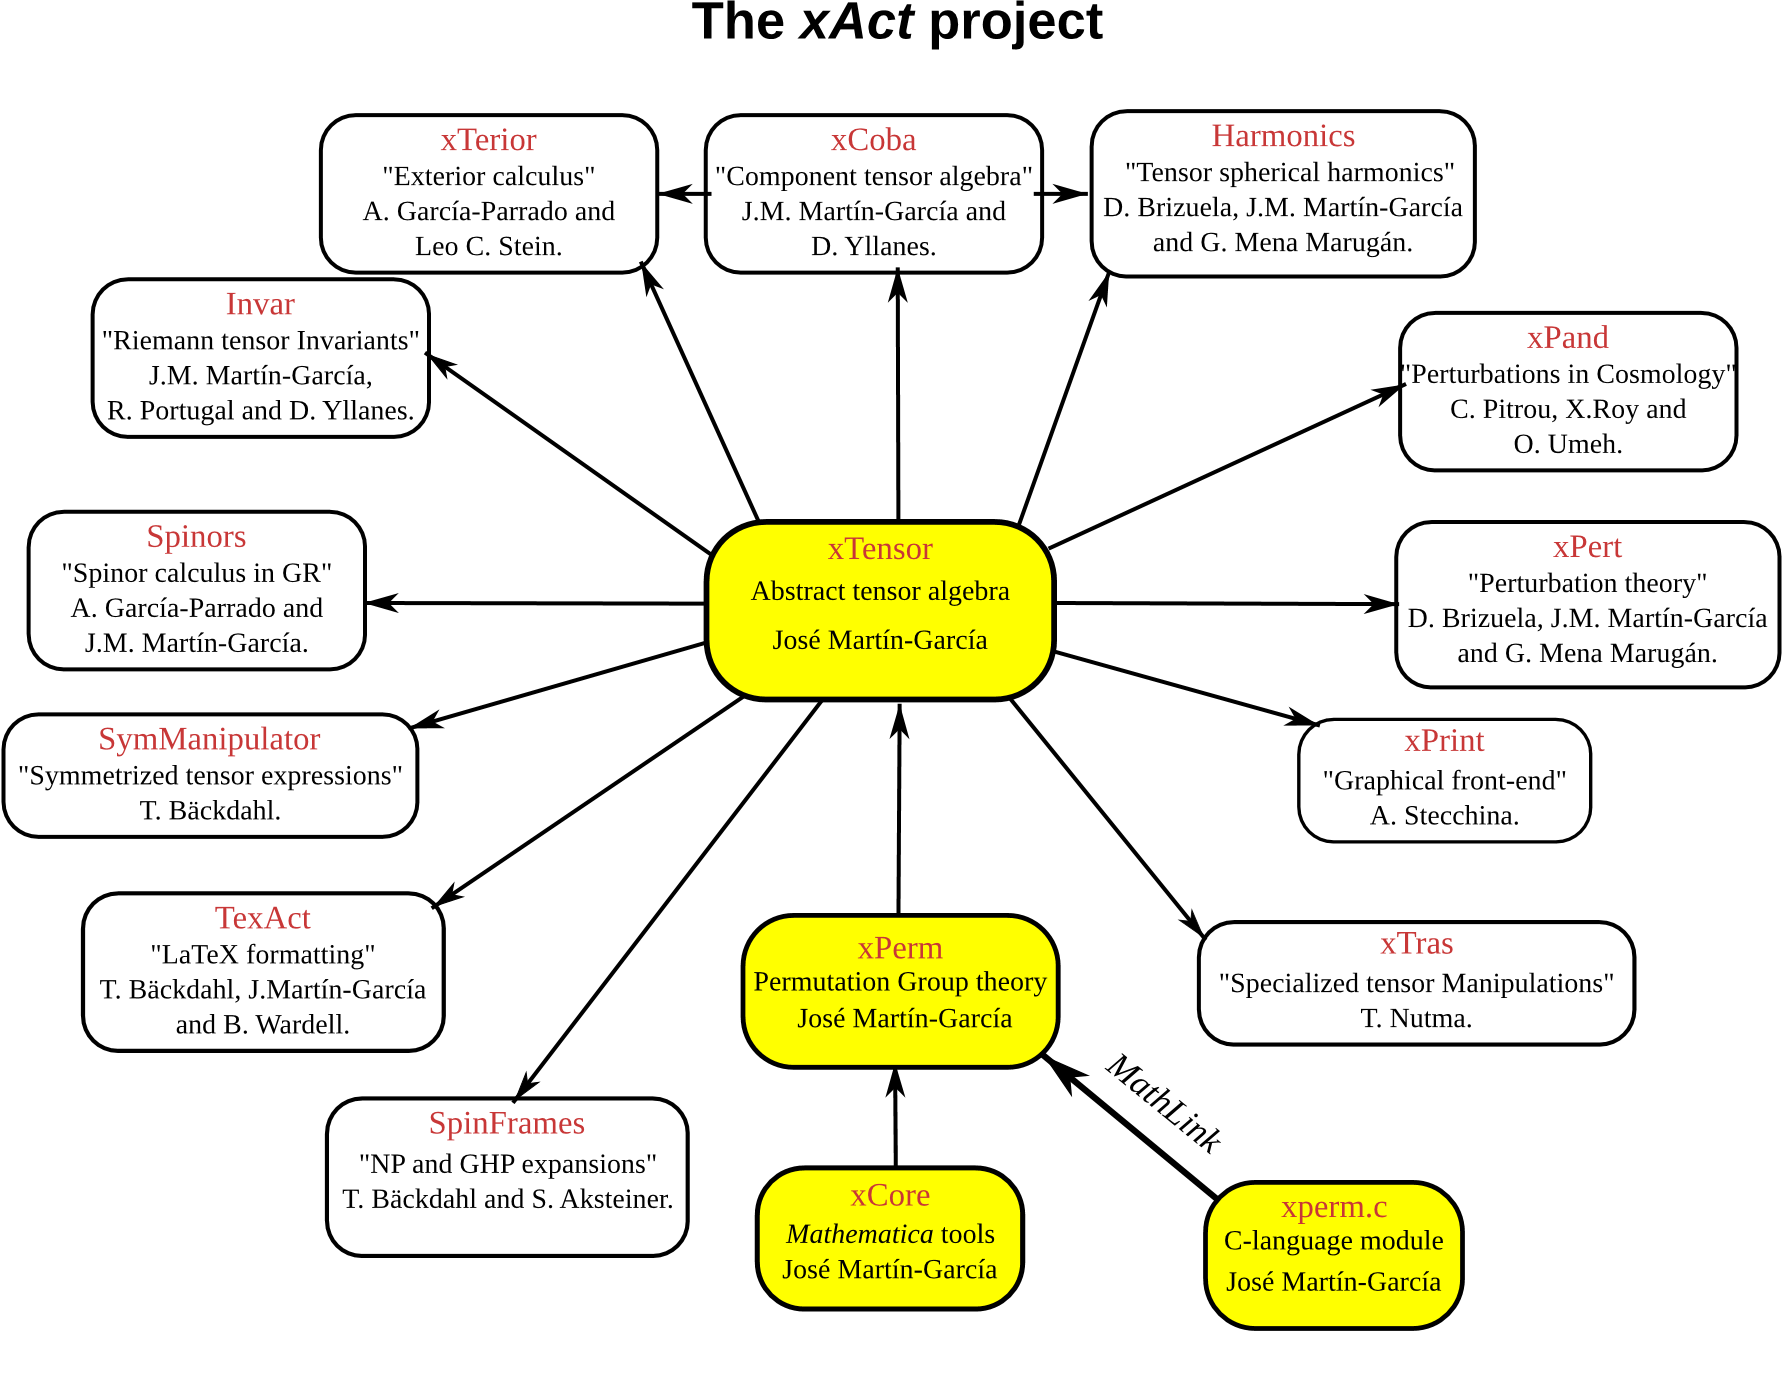 The xAct project
xTerior
"Exterior calculus"
A. García-Parrado and
Leo C. Stein.
xCoba
"Component tensor algebra"
J.M. Martín-García and
D. Yllanes.
Harmonics
"Tensor spherical harmonics"
D. Brizuela, J.M. Martín-García
and G. Mena Marugán.
Invar
"Riemann tensor Invariants"
J.M. Martín-García,
R. Portugal and D. Yllanes.
xPand
"Perturbations in Cosmology"
C. Pitrou, X.Roy and
O. Umeh.
Spinors
"Spinor calculus in GR"
A. García-Parrado and
J.M. Martín-García.
xTensor
Abstract tensor algebra
José Martín-García
xPert
"Perturbation theory"
D. Brizuela, J.M. Martín-García
and G. Mena Marugán.
SymManipulator
"Symmetrized tensor expressions"
T. Bäckdahl.
xPrint
"Graphical front-end"
A. Stecchina.
TexAct
"LaTeX formatting"
T. Bäckdahl, J.Martín-García
and B. Wardell.
xPerm
Permutation Group theory
José Martín-García
xTras
"Specialized tensor Manipulations"
T. Nutma.
MathLink
SpinFrames
"NP and GHP expansions"
T. Bäckdahl and S. Aksteiner.
xCore
Mathematica tools
José Martín-García
xperm.c
C-language module
José Martín-García